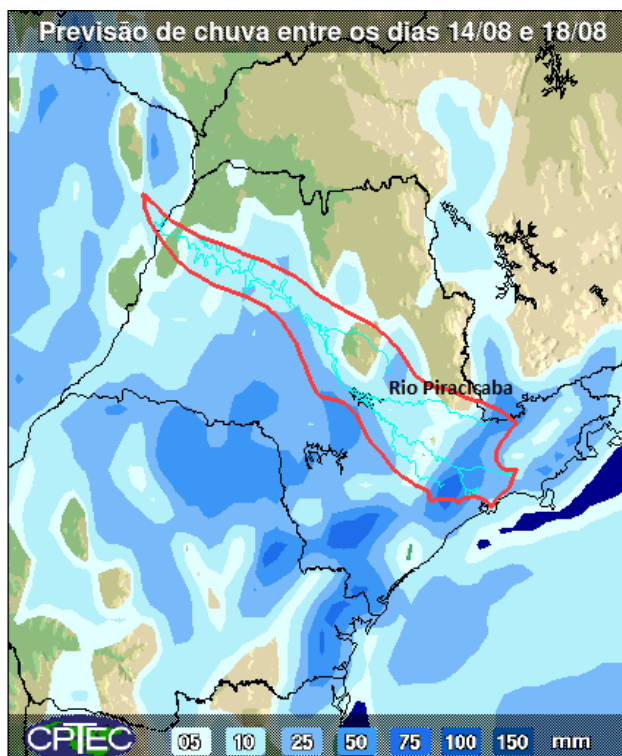 Previsão de chuva entre os dias 14/08 e 18/08
Rio Piracicaba
CPTEC 05 10 25 50 75 100 150 mm